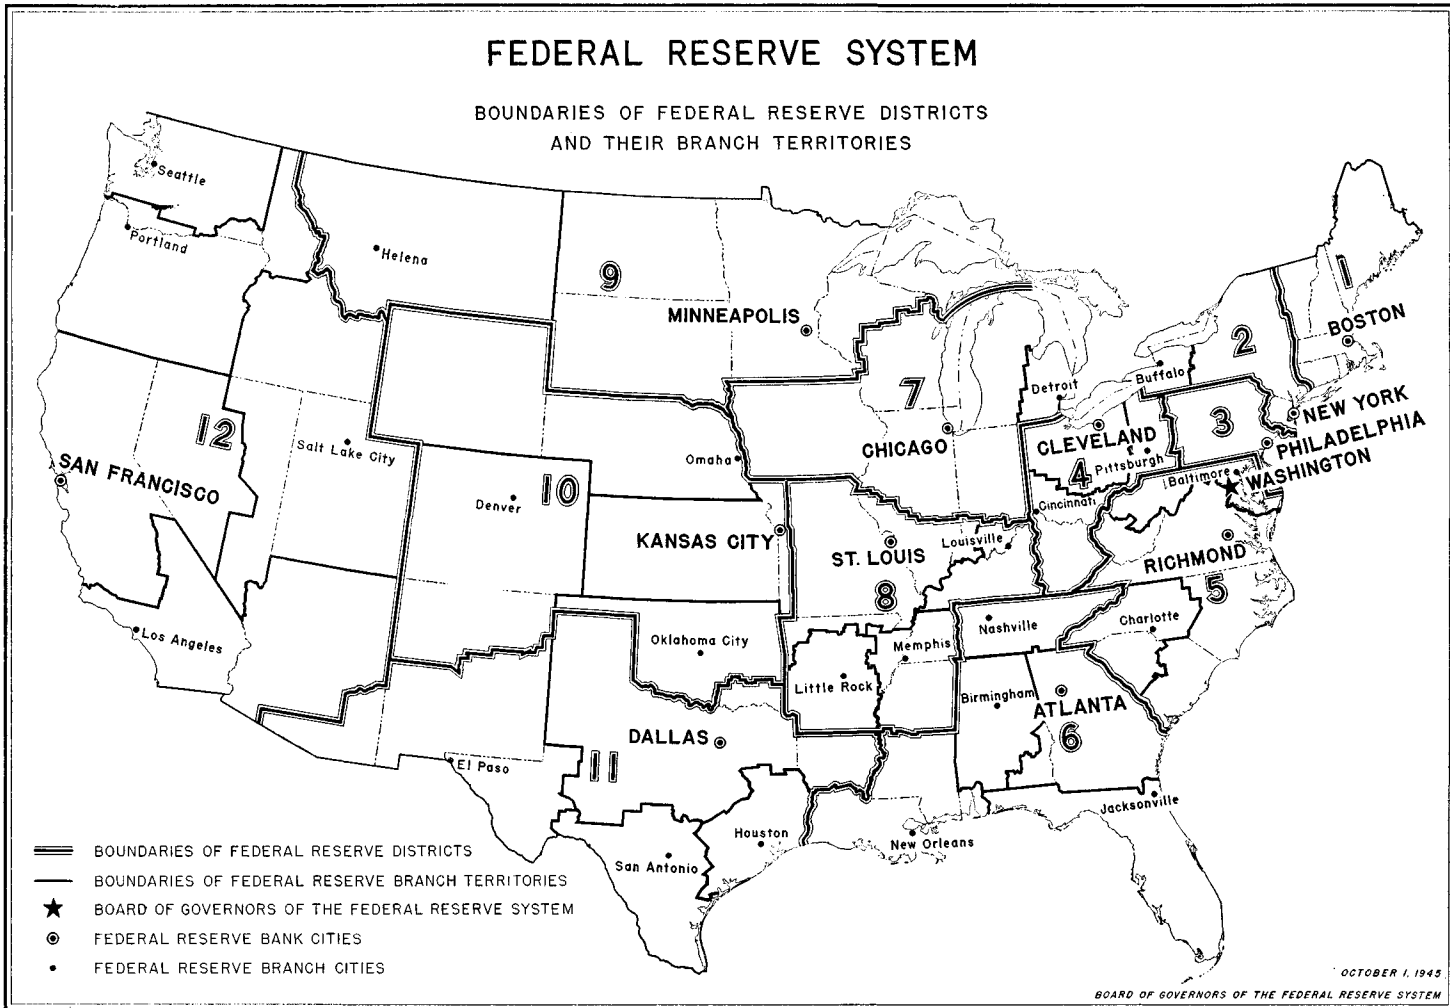 FEDERAL RESERVE SYSTEM
BOUNDARIES OF FEDERAL RESERVE DISTRICTS
AND THEIR BRANCH TERRITORIES
Seattle
Portland
Helena
9
MINNEAPOLIS
1
BOSTON
2
Buffalo
Detroit
7
CHICAGO
CLEVELAND
4
Pittsburgh
3
NEW YORK
PHILADELPHIA
WASHINGTON
Baltimore
12
SAN FRANCISCO
Salt Lake City
Omaha
Denver
10
Cincinnati
KANSAS CITY
ST. LOUIS
8
Louisville
RICHMOND
5
Los Angeles
Oklahoma City
Memphis
Nashville
Charlotte
Little Rock
Birmingham
ATLANTA
6
DALLAS
11
El Paso
Houston
San Antonio
New Orleans
Jacksonville
BOUNDARIES OF FEDERAL RESERVE DISTRICTS
BOUNDARIES OF FEDERAL RESERVE BRANCH TERRITORIES
BOARD OF GOVERNORS OF THE FEDERAL RESERVE SYSTEM
FEDERAL RESERVE BANK CITIES
FEDERAL RESERVE BRANCH CITIES
OCTOBER 1, 1945
BOARD OF GOVERNORS OF THE FEDERAL RESERVE SYSTEM